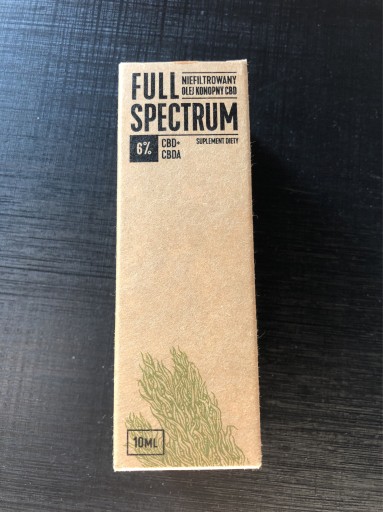 FULL NIEFILTROWANY
OLEJ KONOPNY CBD
SPECTRUM
6% CBD+ SUPLEMENT DIETY
CBDA
10ML